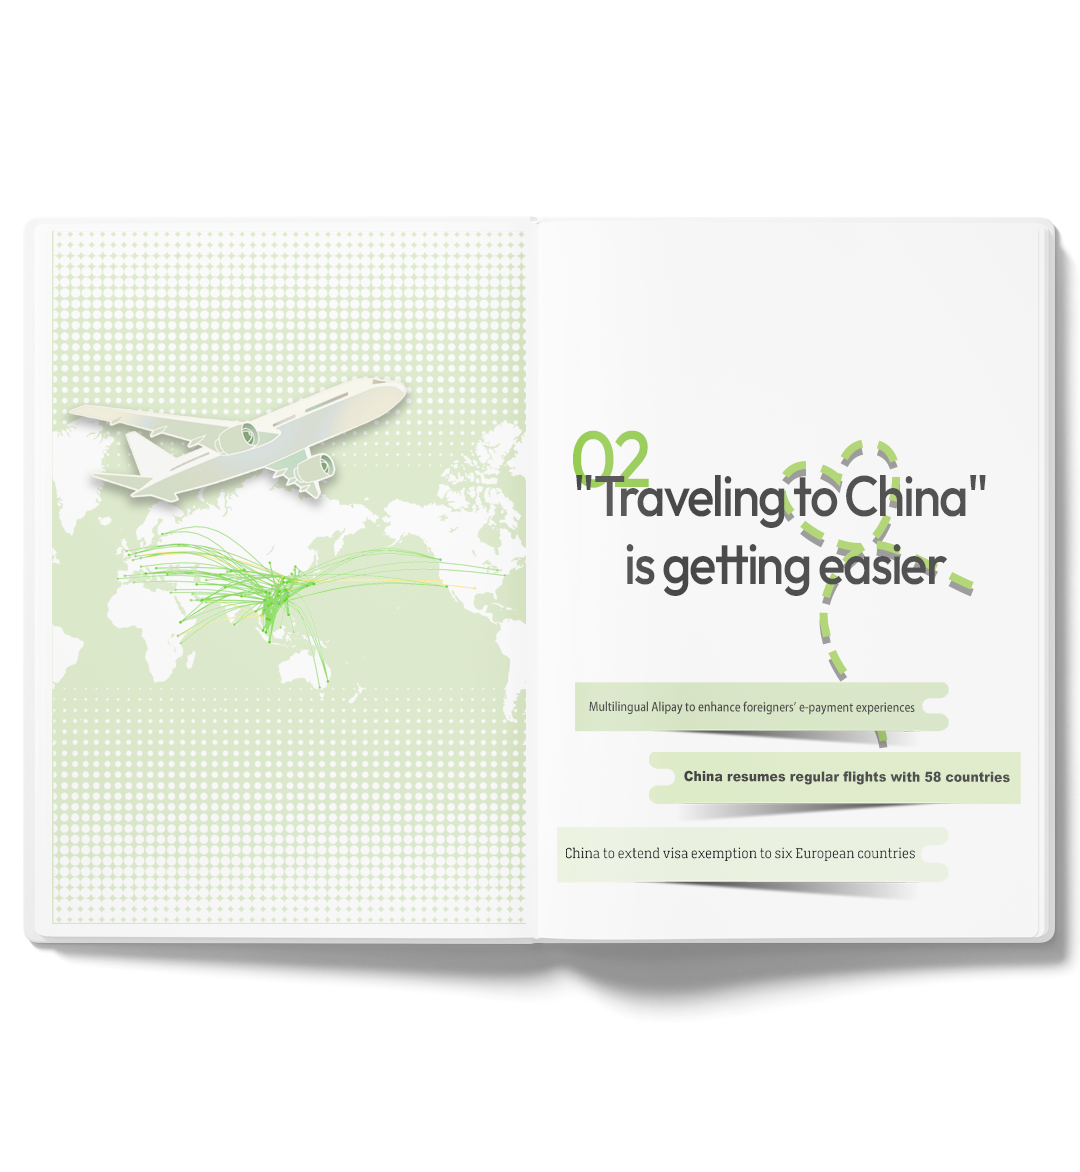 02
"Traveling to China"
is getting easier
Multilingual Alipay to enhance foreigners' e-payment experiences
China resumes regular flights with 58 countries
China to extend visa exemption to six European countries